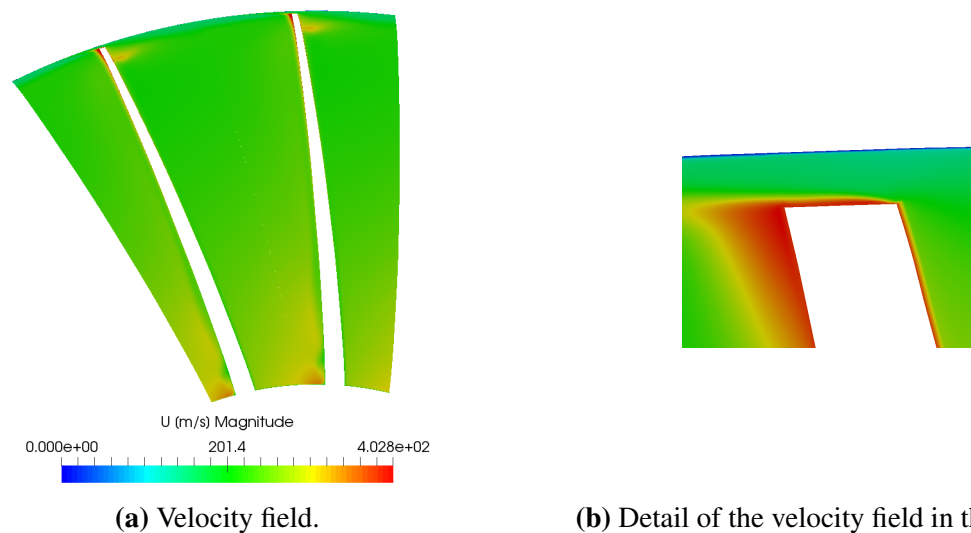 U (m/s) Magnitude
0.000e+00 201.4 4.028e+02
(a) Velocity field.
(b) Detail of the velocity field in th